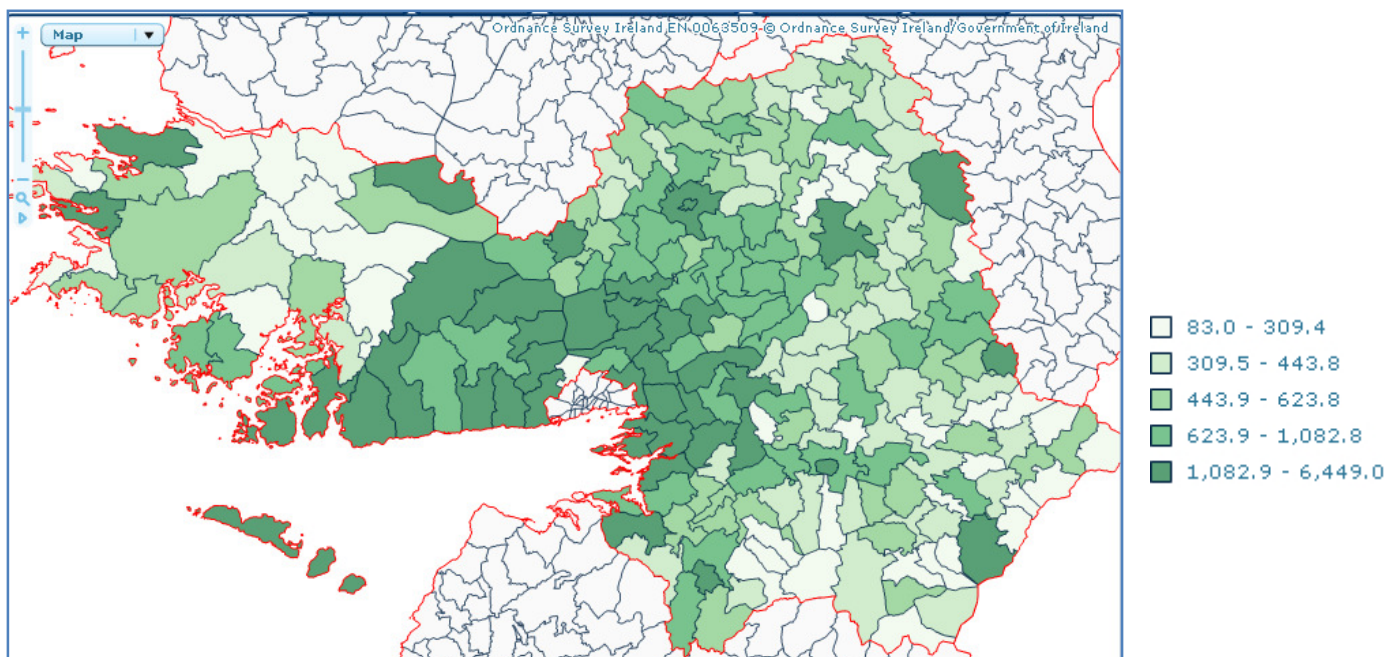 Map
Ordnance Survey Ireland EN 0063509 © Ordnance Survey Ireland/Government of Ireland
83.0 - 309.4
309.5 - 443.8
443.9 - 623.8
623.9 - 1,082.8
1,082.9 - 6,449.0